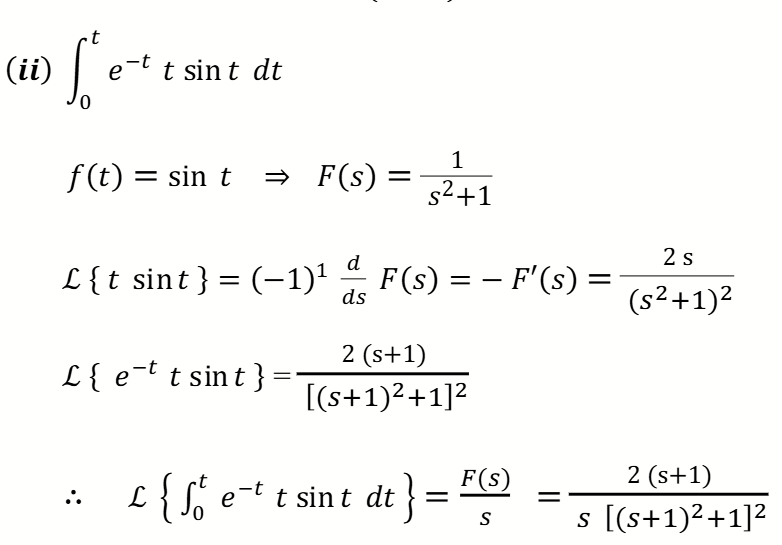 (ii) ∫₀ᵗ e⁻ᵗ t sin t dt
f(t) = sin t ⇒ F(s) = 1/(s²+1)
ℒ { t sin t } = (−1)¹ d/ds F(s) = − F′(s) = 2 s/(s²+1)²
ℒ { e⁻ᵗ t sin t } = 2 (s+1)/[(s+1)²+1]²
∴ ℒ { ∫₀ᵗ e⁻ᵗ t sin t dt } = F(s)/s = 2 (s+1)/s [(s+1)²+1]²